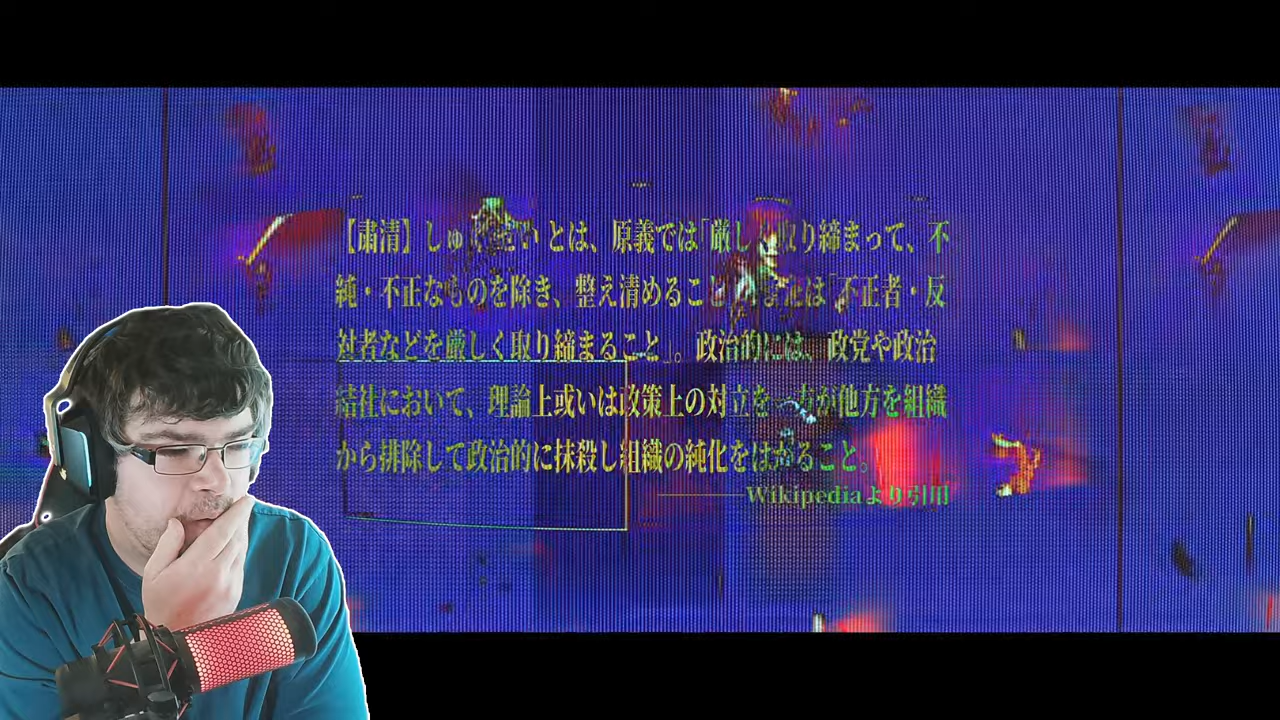 【粛清】しゅくせい とは、原義では「厳しく取り締まって、不
純・不正なものを除き、整え清めること」、または「不正者・反
対者などを厳しく取り締まること」。政治的には、政党や政治
結社において、理論上或いは政策上の対立を一方が他方を組織
から排除して政治的に抹殺し組織の純化をはかること。
Wikipediaより引用